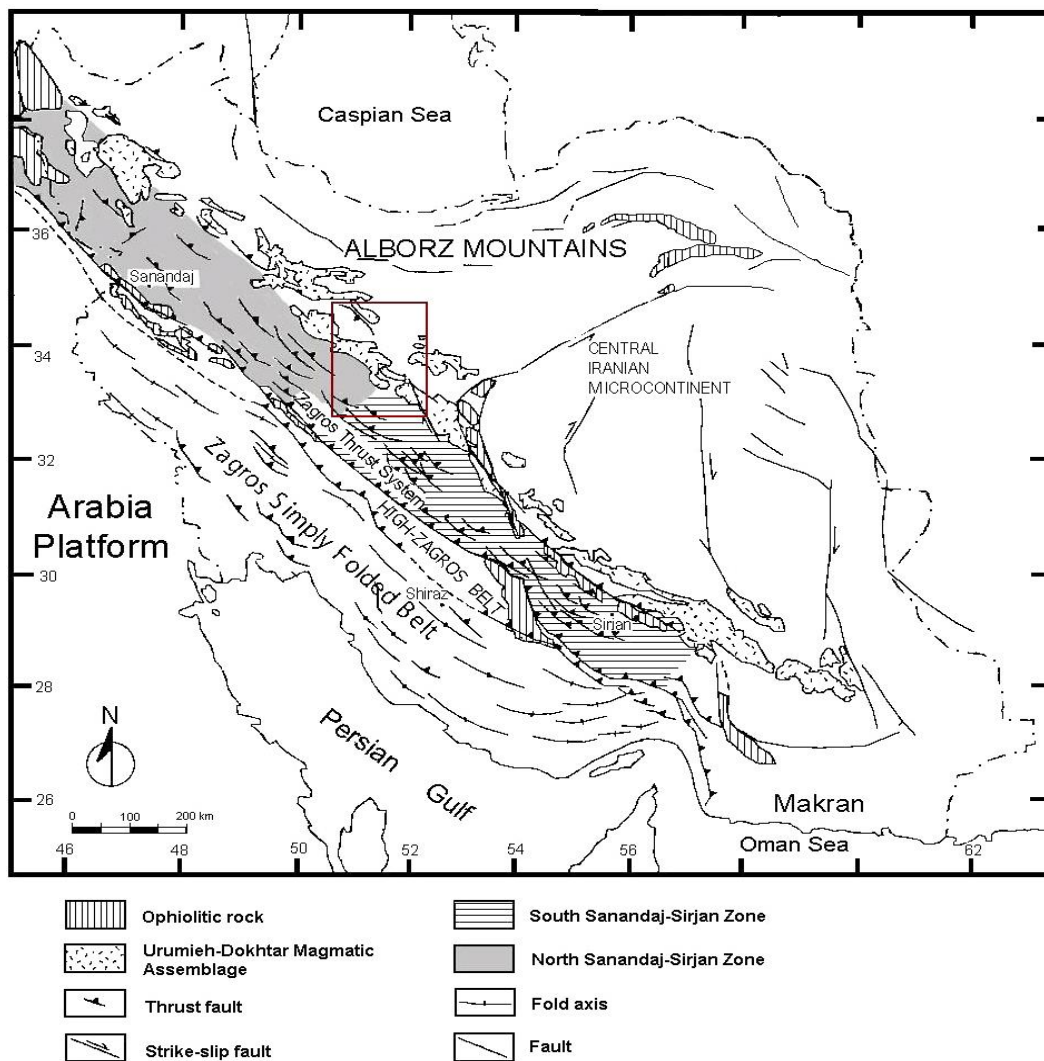 Caspian Sea
36
ALBORZ MOUNTAINS
Sanandaj
34
CENTRAL
IRANIAN
MICROCONTINENT
Zagros Thrust System
32
Zagros Simply Folded Belt
Arabia
Platform
HIGH-ZAGROS BELT
30
Shiraz
Sirjan
28
N
Persian
Gulf
26
Makran
0 100 200 km
Oman Sea
46 48 50 52 54 56 62
Ophiolitic rock
South Sanandaj-Sirjan Zone
Urumieh-Dokhtar Magmatic
Assemblage
North Sanandaj-Sirjan Zone
Thrust fault
Fold axis
Strike-slip fault
Fault